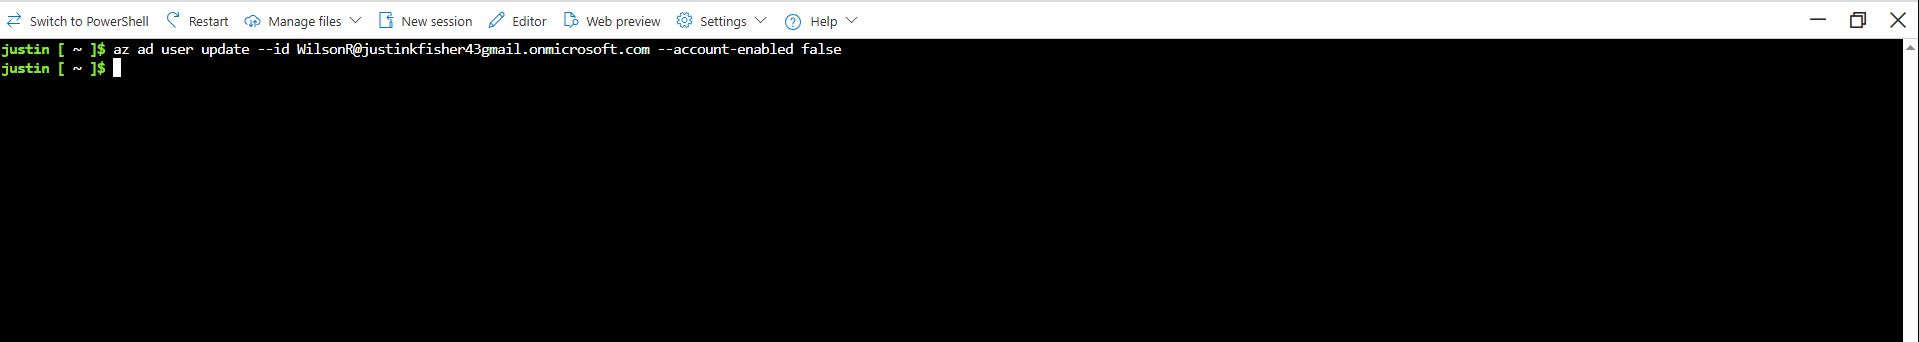 Switch to PowerShell Restart Manage files New session Editor Web preview Settings Help
justin [ ~ ]$ az ad user update --id WilsonR@justinkfisher43gmail.onmicrosoft.com --account-enabled false
justin [ ~ ]$